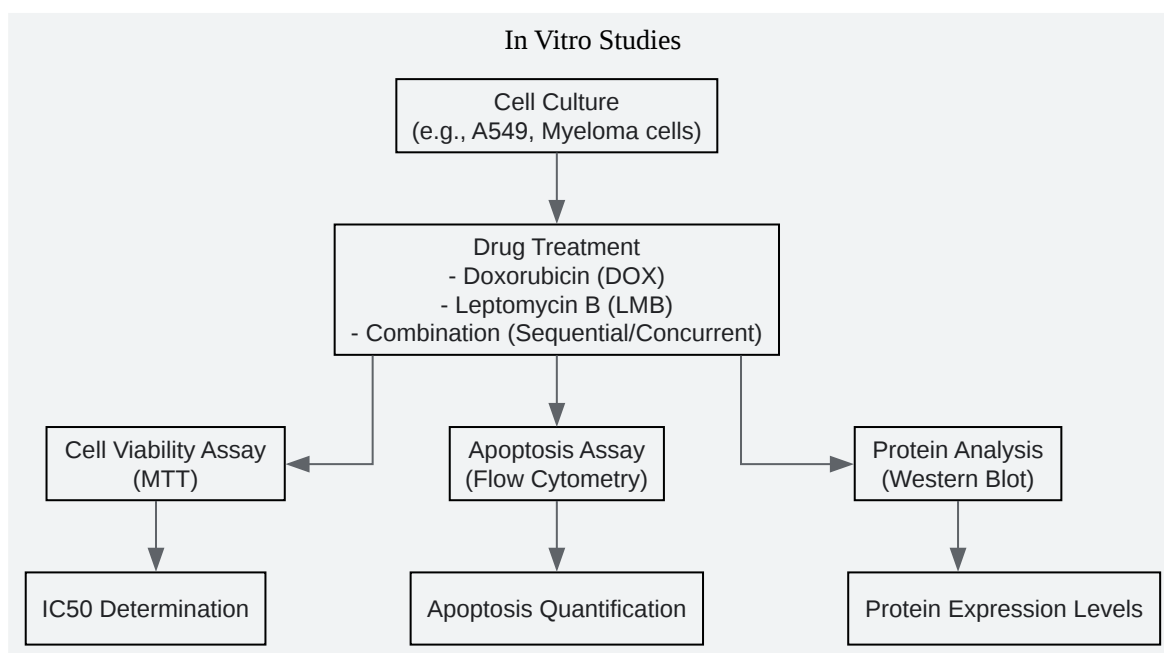 In Vitro Studies
Cell Culture
(e.g., A549, Myeloma cells)
Drug Treatment
- Doxorubicin (DOX)
- Leptomycin B (LMB)
- Combination (Sequential/Concurrent)
Cell Viability Assay
(MTT)
Apoptosis Assay
(Flow Cytometry)
Protein Analysis
(Western Blot)
IC50 Determination
Apoptosis Quantification
Protein Expression Levels